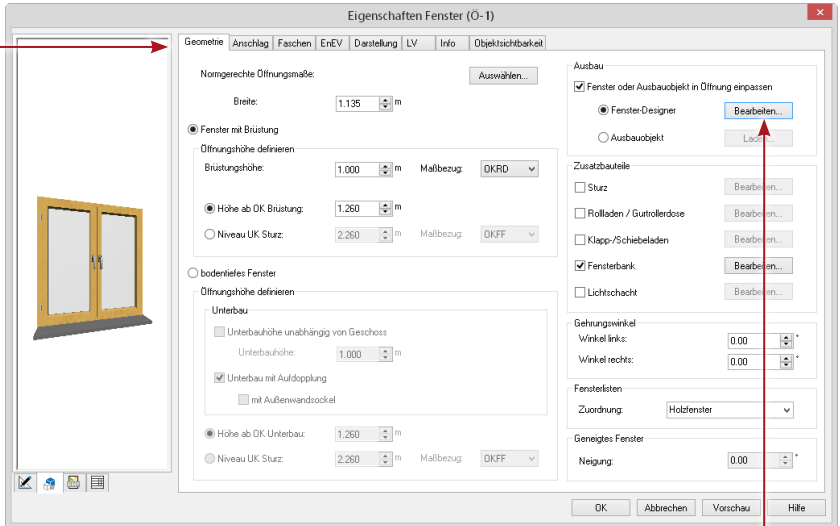 Eigenschaften Fenster (Ö-1)
Geometrie Anschlag Faschen EnEV Darstellung LV Info Objektsichtbarkeit
Normgerechte Öffnungsmaße: Auswählen...
Breite: 1.135 m
Fenster mit Brüstung
Öffnungshöhe definieren
Brüstungshöhe: 1.000 m Maßbezug: OKRD
Höhe ab OK Brüstung: 1.260 m
Niveau UK Sturz: 2.260 m Maßbezug: OKFF
bodentiefes Fenster
Öffnungshöhe definieren
Unterbau
Unterbauhöhe unabhängig von Geschoss
Unterbauhöhe: 1.000 m
Unterbau mit Aufdopplung
mit Außenwandsockel
Höhe ab OK Unterbau: 1.260 m
Niveau UK Sturz: 2.260 m Maßbezug: OKFF
Ausbau
Fenster oder Ausbauobjekt in Öffnung einpassen
Fenster-Designer Bearbeiten...
Ausbauobjekt Laden...
Zusatzbauteile
Sturz Bearbeiten...
Rollladen / Gurtrollerdose Bearbeiten...
Klapp-/Schiebeladen Bearbeiten...
Fensterbank Bearbeiten...
Lichtschacht Bearbeiten...
Gehrungswinkel
Winkel links: 0.00 °
Winkel rechts: 0.00 °
Fensterlisten
Zuordnung: Holzfenster
Geneigtes Fenster
Neigung: 0.00 °
OK Abbrechen Vorschau Hilfe